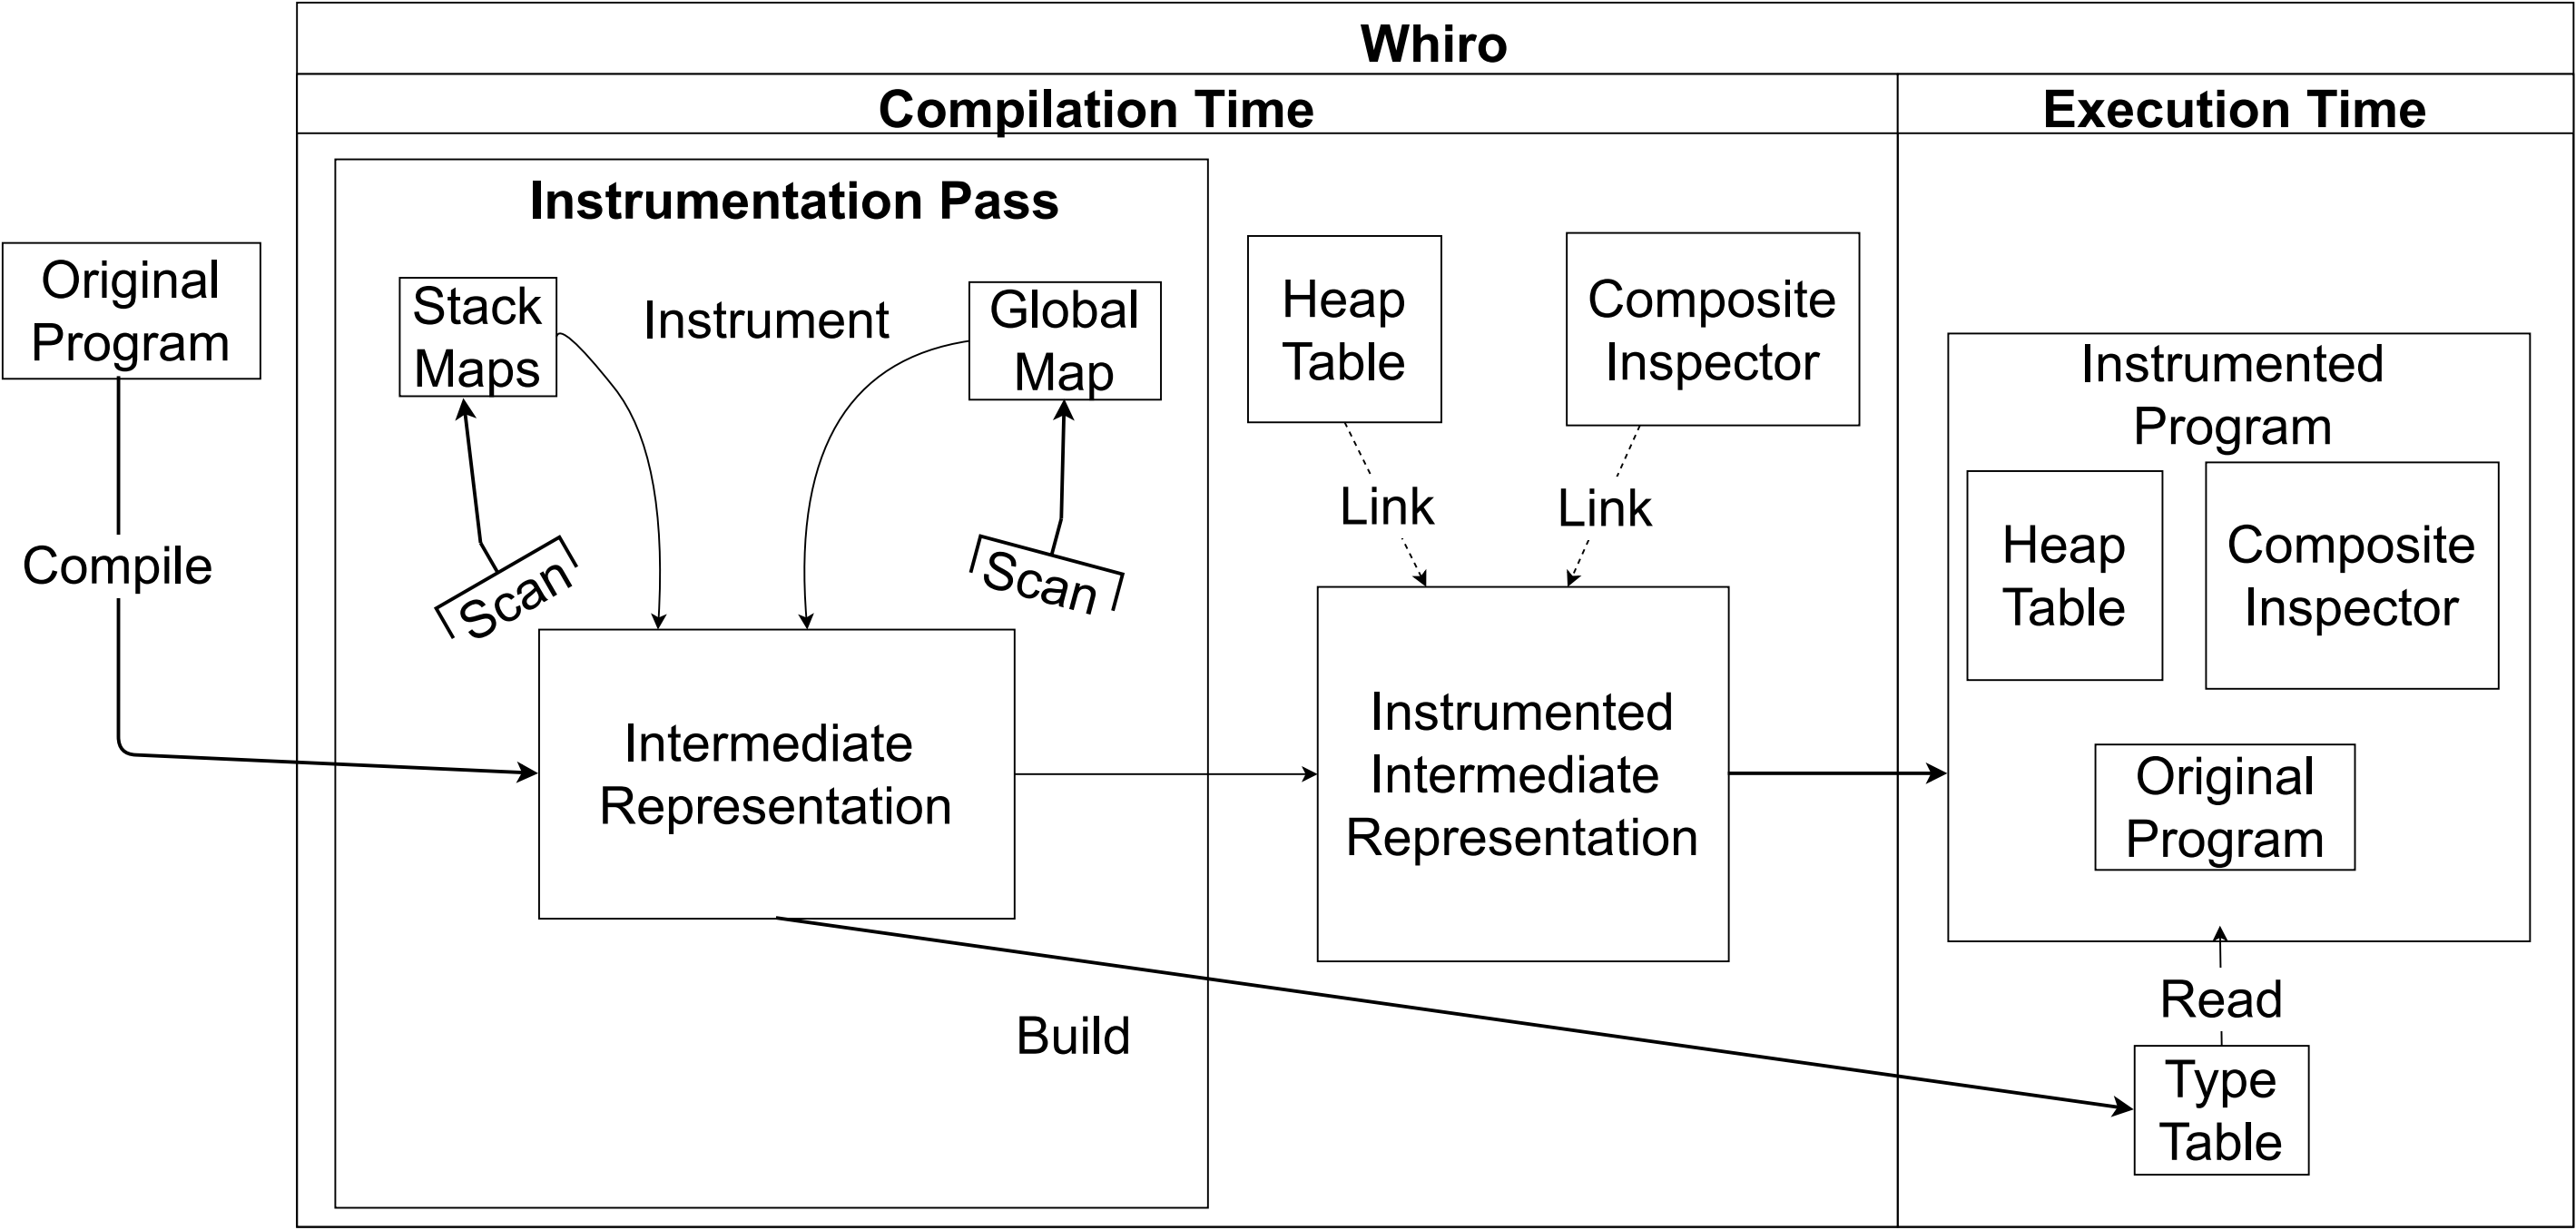 Whiro
Compilation Time
Execution Time
Instrumentation Pass
Original
Program
Compile
Stack
Maps
Instrument
Global
Map
Scan
Scan
Intermediate
Representation
Build
Heap
Table
Composite
Inspector
Link
Link
Instrumented
Intermediate
Representation
Instrumented
Program
Heap
Table
Composite
Inspector
Original
Program
Read
Type
Table